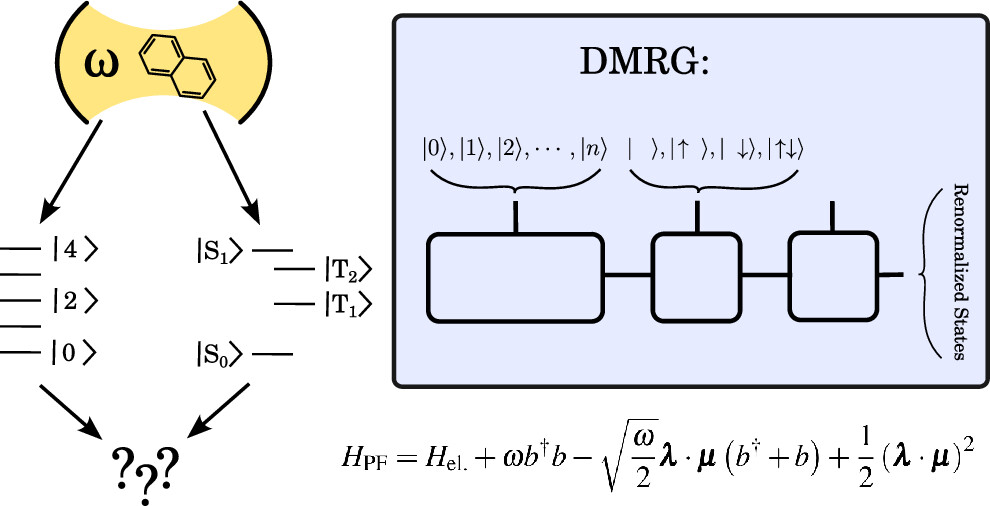 ω
DMRG:
|0⟩, |1⟩, |2⟩, ⋯ , |n⟩
|  ⟩, |↑  ⟩, |  ↓⟩, |↑↓⟩
Renormalized States
|4⟩
|2⟩
|0⟩
|S₁⟩
|T₂⟩
|T₁⟩
|S₀⟩
???
H_PF = H_el. + ωb†b − √(ω/2) λ · μ (b† + b) + 1/2 (λ · μ)²